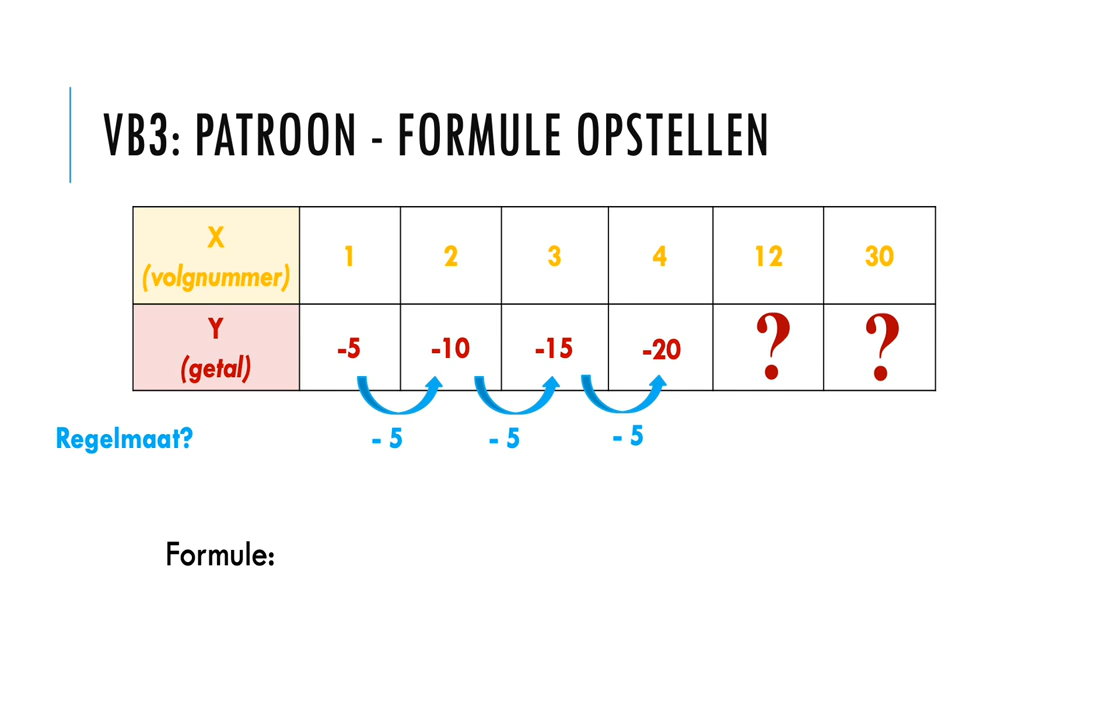 VB3: PATROON - FORMULE OPSTELLEN
X 1 2 3 4 12 30
(volgnummer)
Y -5 -10 -15 -20 ? ?
(getal)
Regelmaat? - 5 - 5 - 5
Formule: